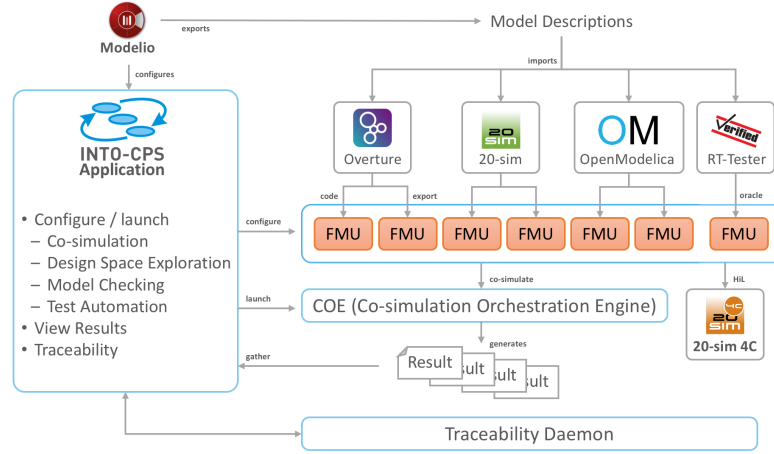 Modelio
exports
Model Descriptions
configures
imports
INTO-CPS
Application
Overture
20
sim
20-sim
OM
OpenModelica
Verified
RT-Tester
code
export
oracle
• Configure / launch
– Co-simulation
– Design Space Exploration
– Model Checking
– Test Automation
• View Results
• Traceability
configure
FMU
FMU
FMU
FMU
FMU
FMU
FMU
co-simulate
HiL
launch
COE (Co-simulation Orchestration Engine)
4C
20
sim
20-sim 4C
generates
gather
Result
sult
sult
sult
Traceability Daemon